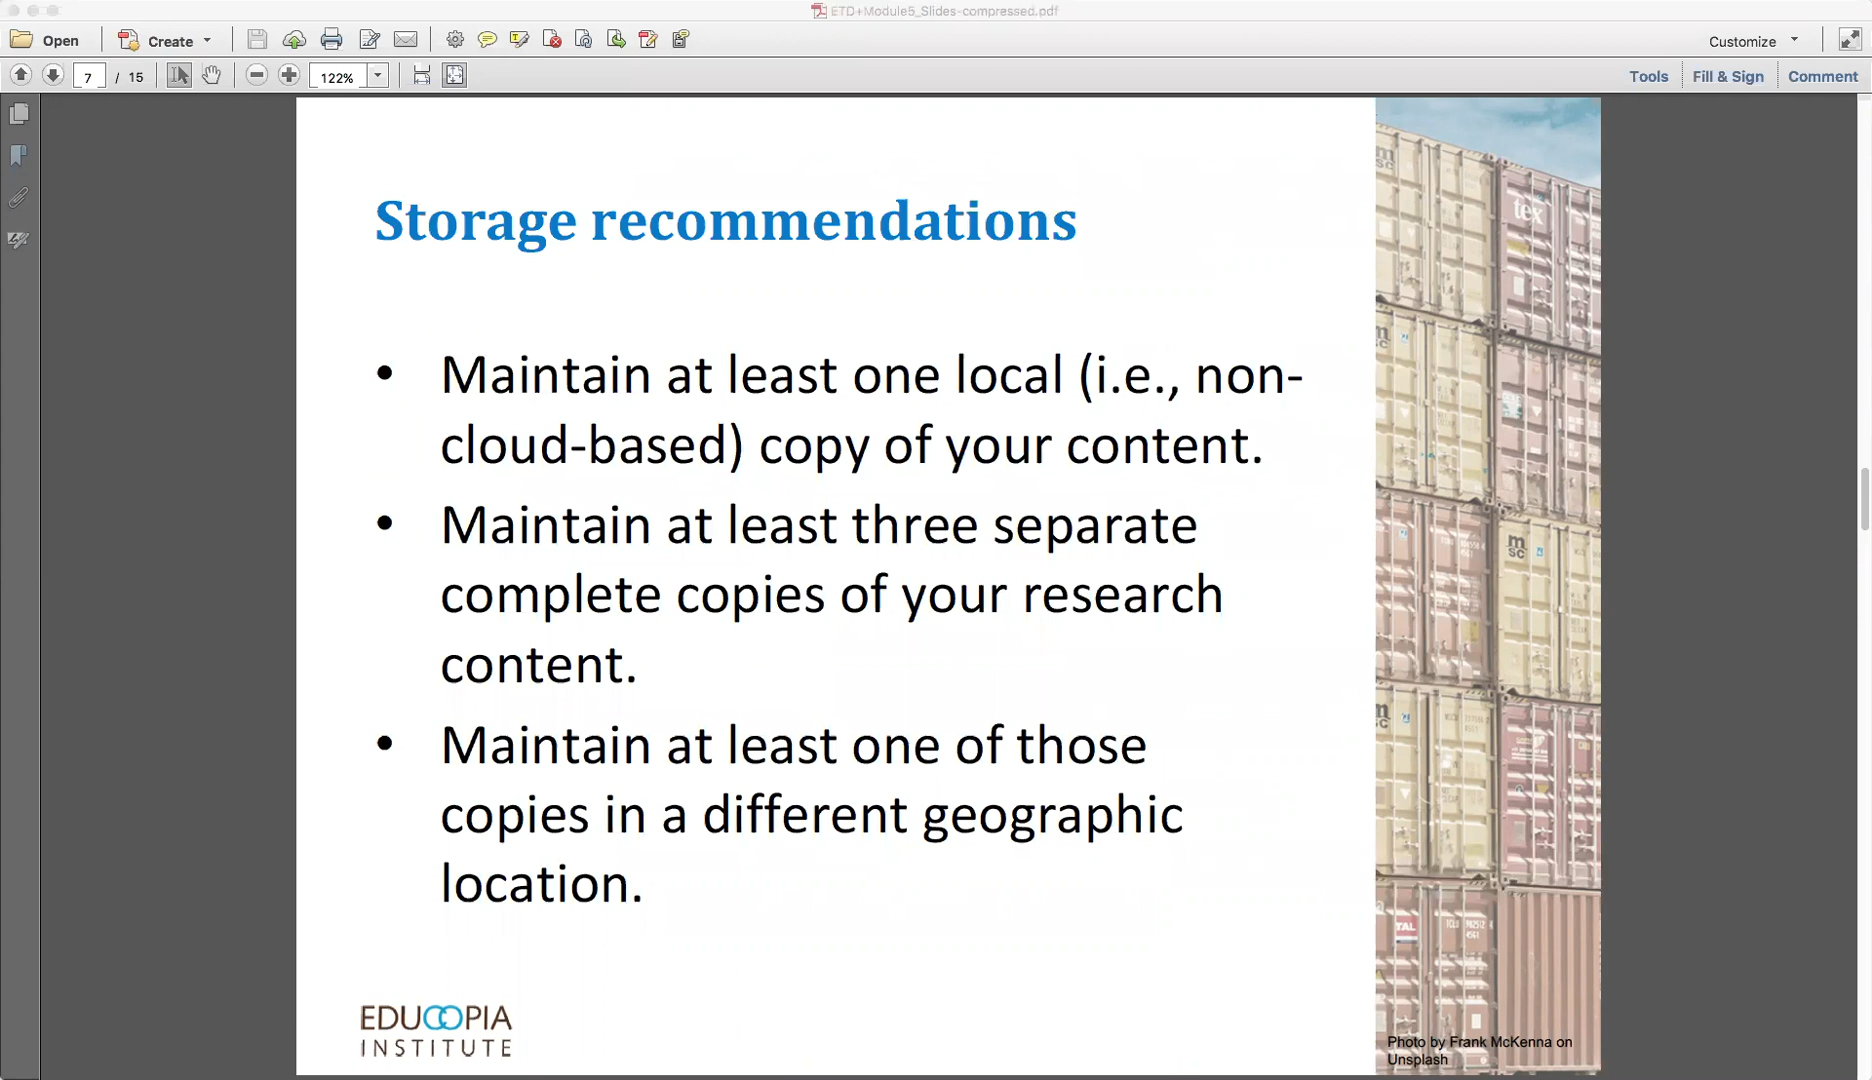 ETD+Module5_Slides-compressed.pdf
Open
Create
Customize
7 / 15
122%
Tools
Fill & Sign
Comment
Storage recommendations
• Maintain at least one local (i.e., non-
cloud-based) copy of your content.
• Maintain at least three separate
complete copies of your research
content.
• Maintain at least one of those
copies in a different geographic
location.
EDUCOPIA
INSTITUTE
tex
msc
TAL
Photo by Frank McKenna on
Unsplash